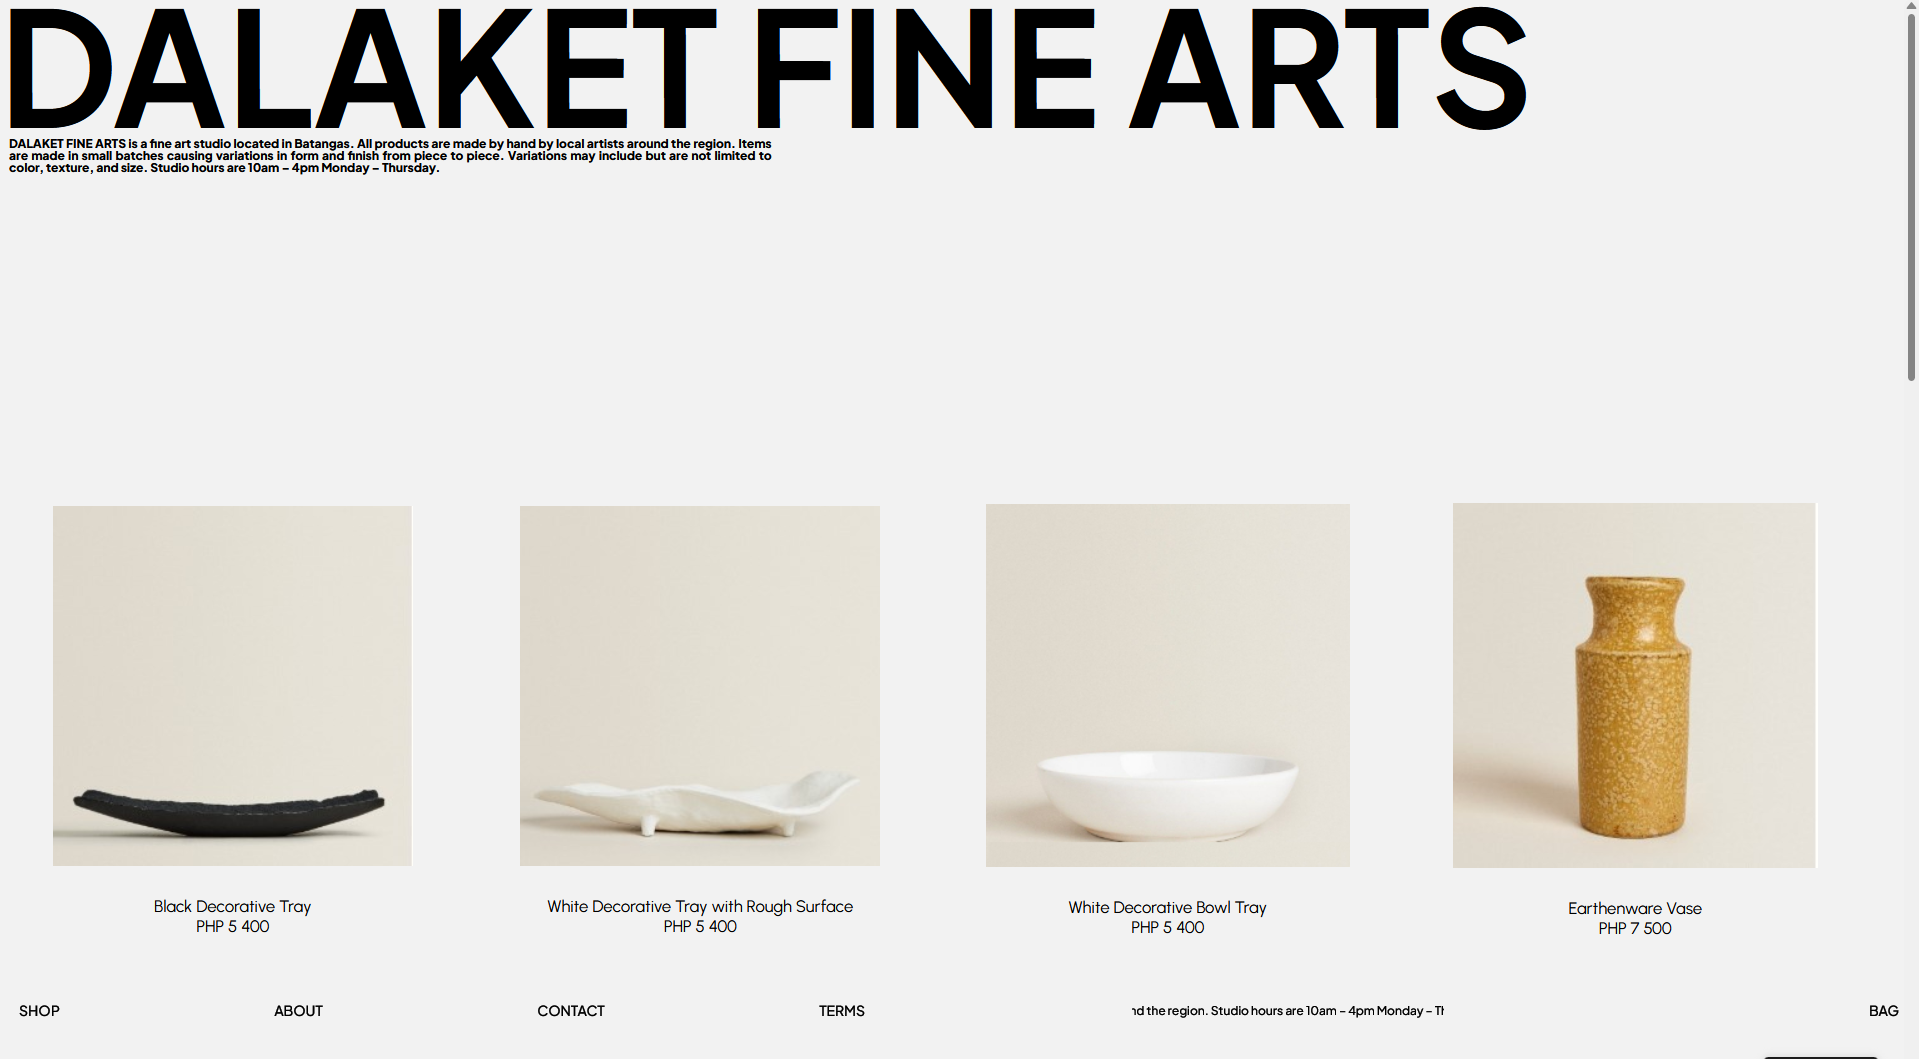 DALAKET FINE ARTS
DALAKET FINE ARTS is a fine art studio located in Batangas. All products are made by hand by local artists around the region. Items
are made in small batches causing variations in form and finish from piece to piece. Variations may include but are not limited to
color, texture, and size. Studio hours are 10am – 4pm Monday – Thursday.
Black Decorative Tray
PHP 5 400
White Decorative Tray with Rough Surface
PHP 5 400
White Decorative Bowl Tray
PHP 5 400
Earthenware Vase
PHP 7 500
SHOP
ABOUT
CONTACT
TERMS
the region. Studio hours are 10am – 4pm Monday –
BAG